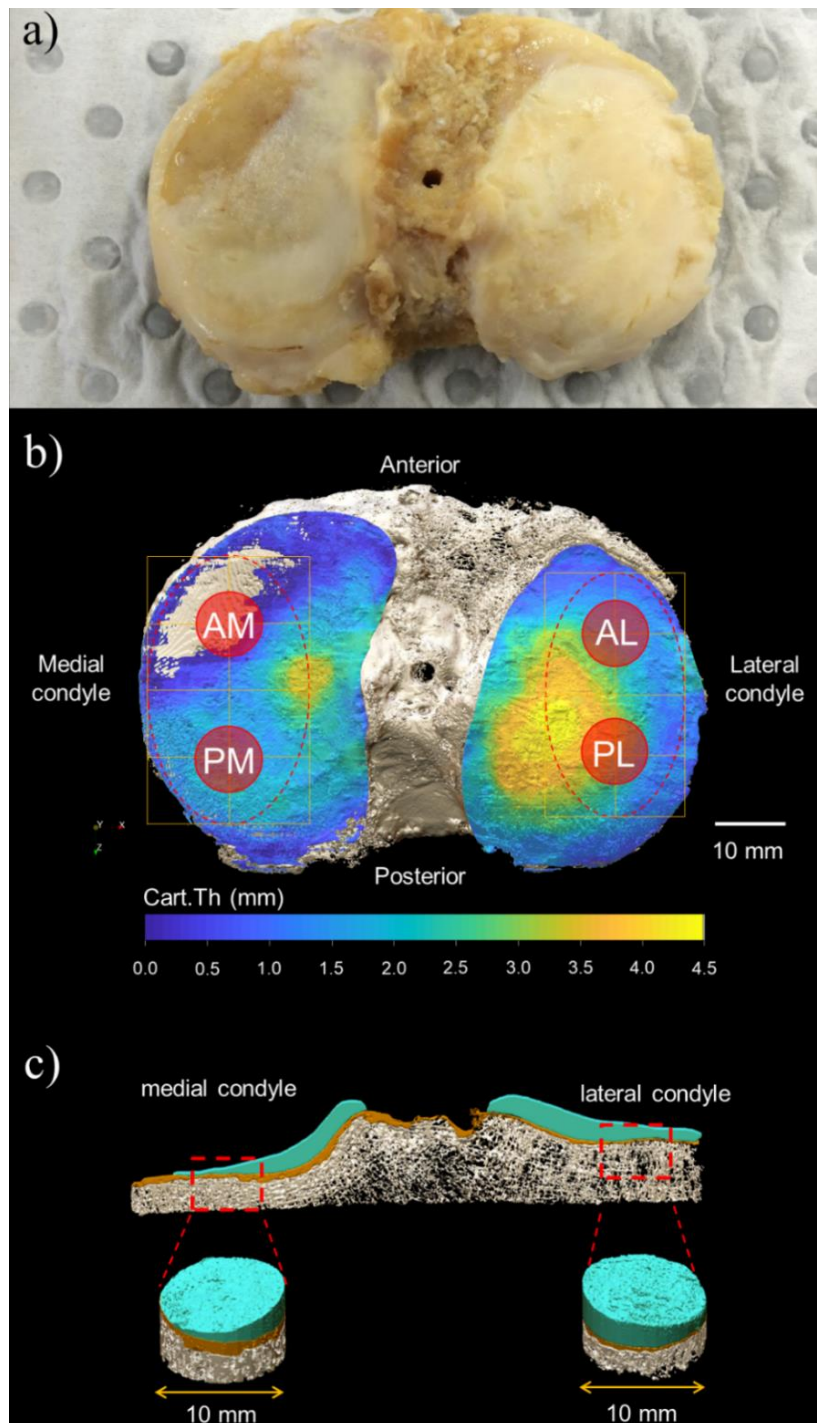 a)
b)
Anterior
AM
AL
Medial
condyle
Lateral
condyle
PM
PL
Y
X
Z
10 mm
Posterior
Cart.Th (mm)
0.0 0.5 1.0 1.5 2.0 2.5 3.0 3.5 4.0 4.5
c)
medial condyle
lateral condyle
10 mm
10 mm